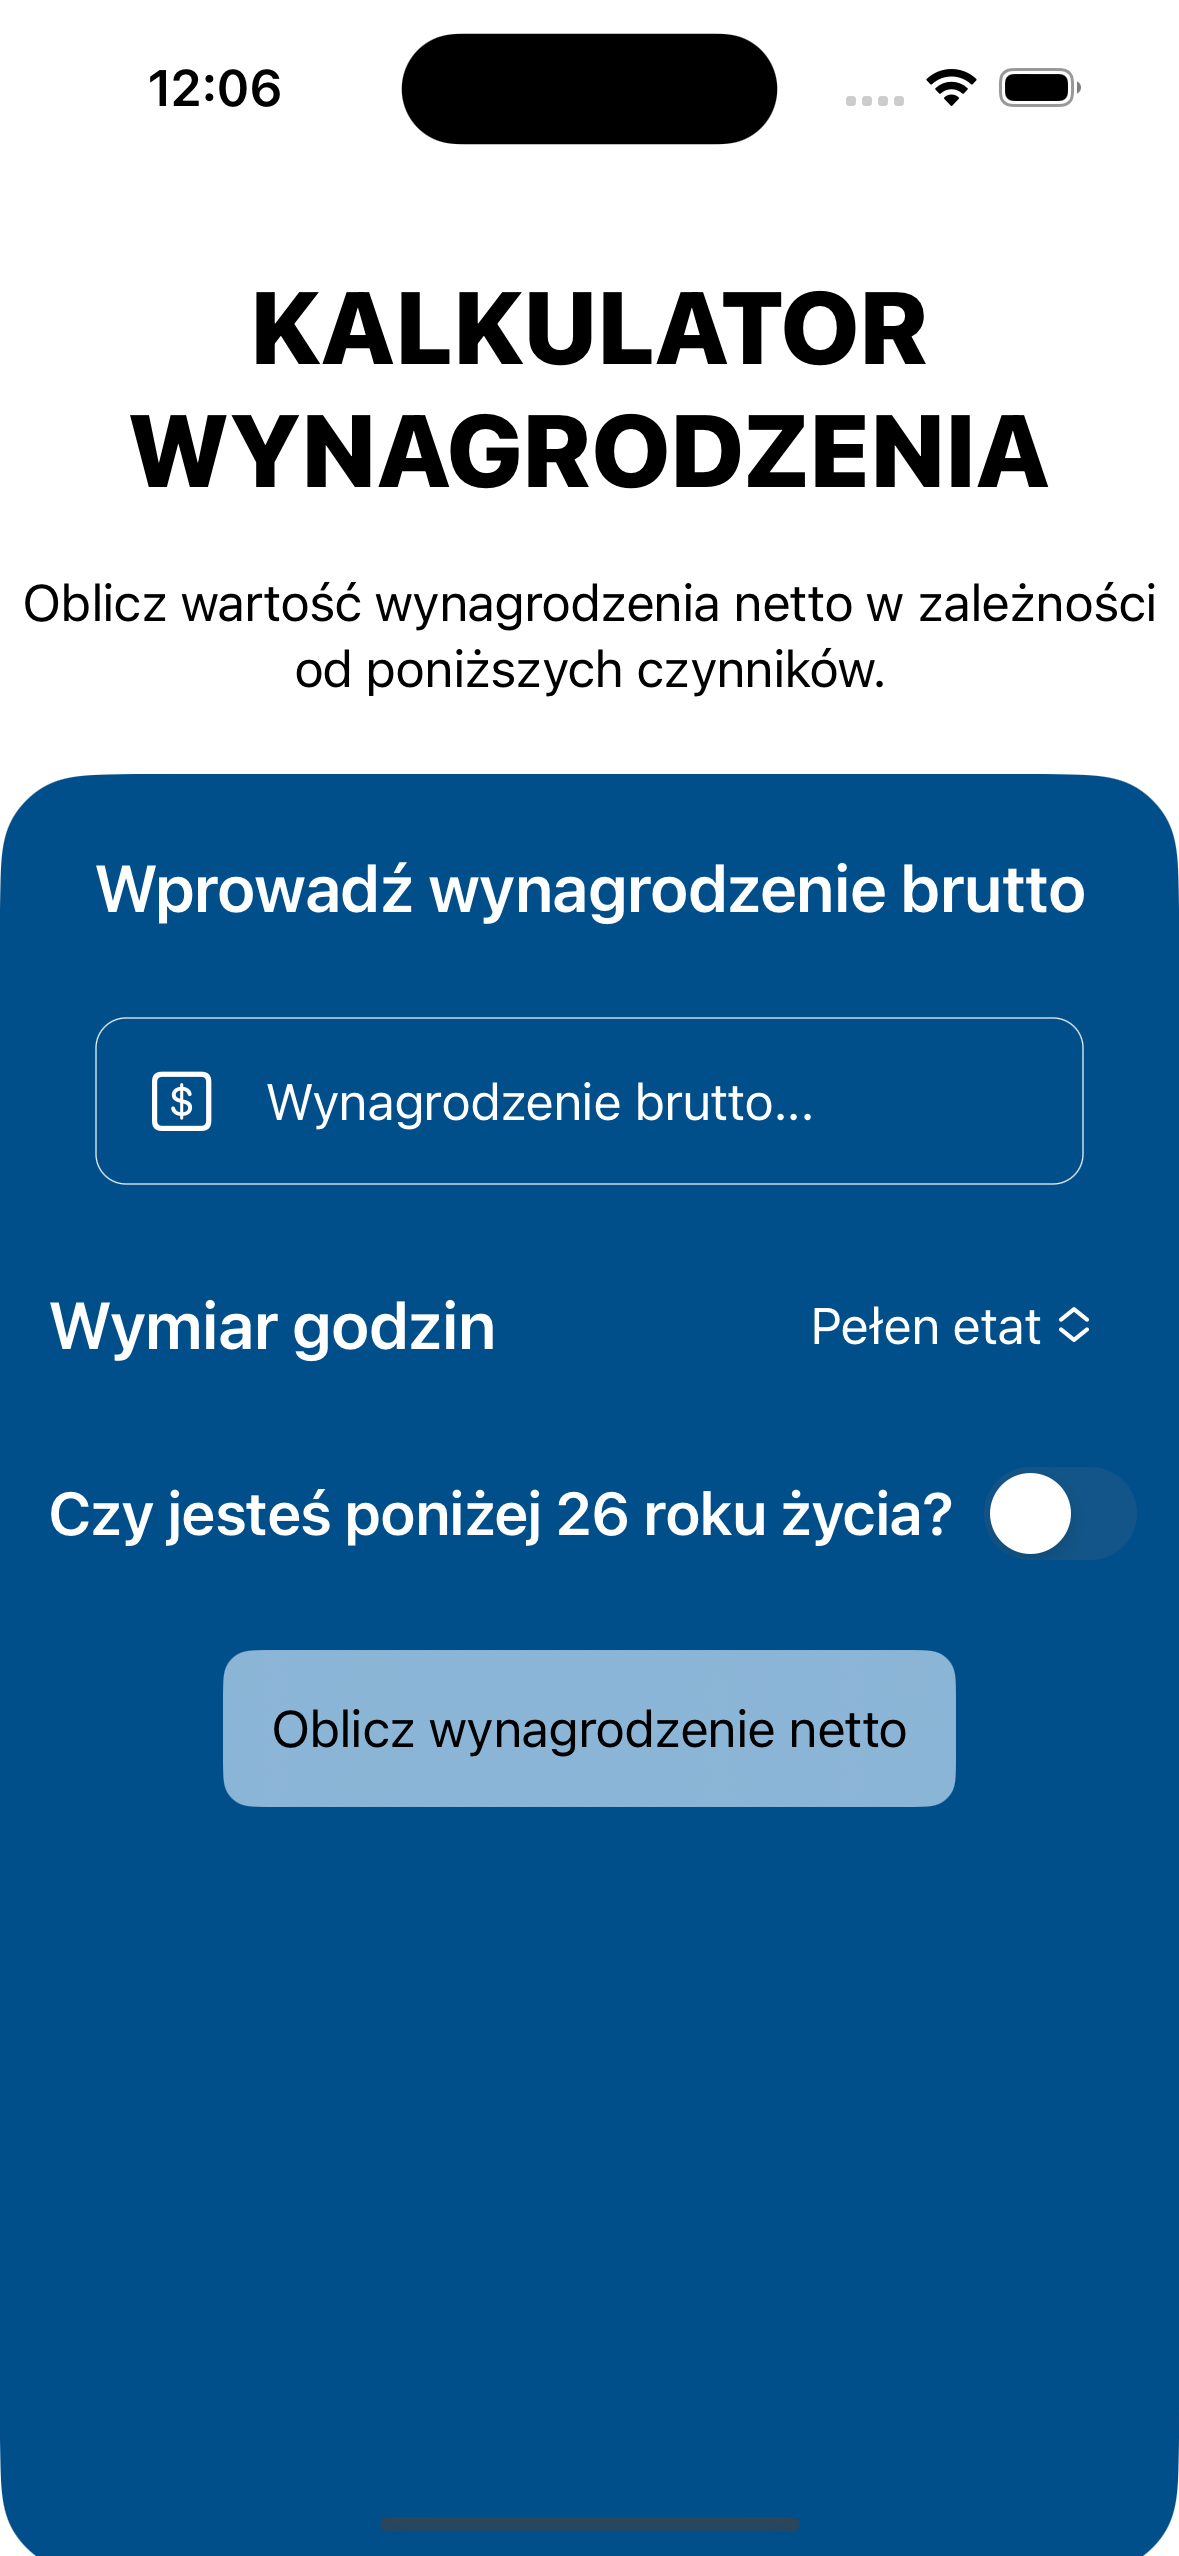 12:06
KALKULATOR
WYNAGRODZENIA
Oblicz wartość wynagrodzenia netto w zależności
od poniższych czynników.
Wprowadź wynagrodzenie brutto
$ Wynagrodzenie brutto...
Wymiar godzin Pełen etat
Czy jesteś poniżej 26 roku życia?
Oblicz wynagrodzenie netto